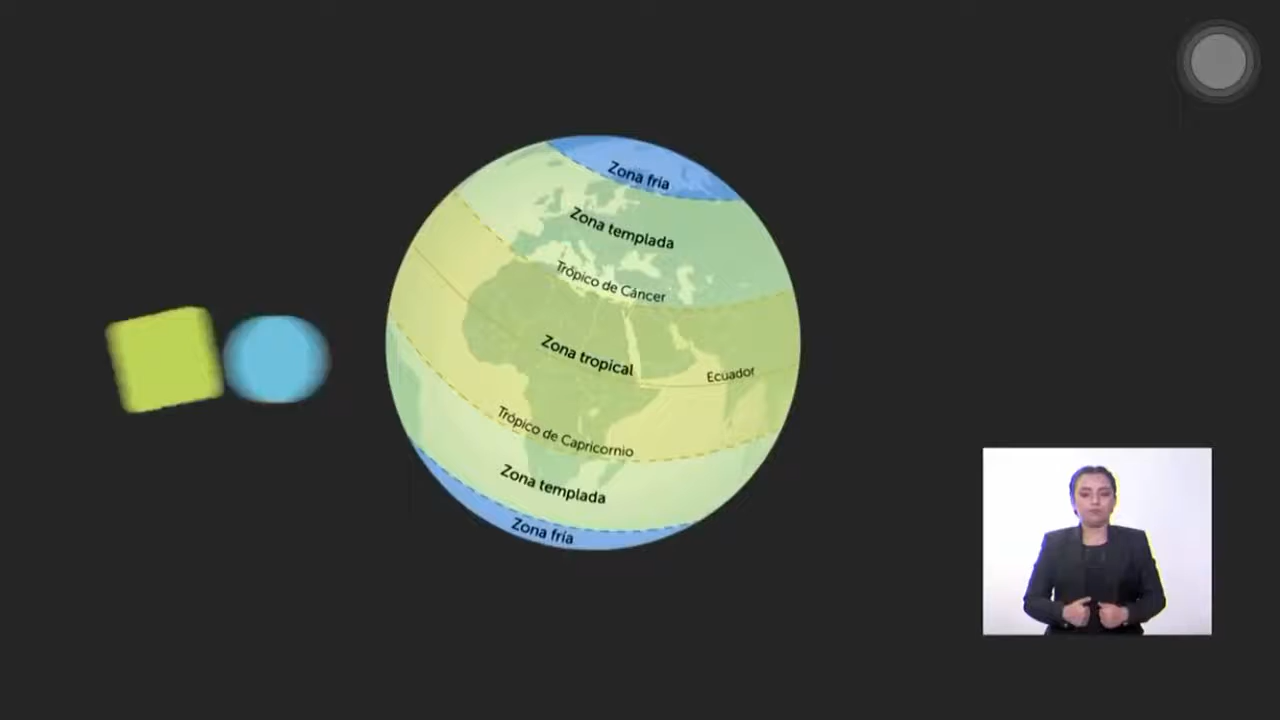 Zona fría
Zona templada
Trópico de Cáncer
Zona tropical
Ecuador
Trópico de Capricornio
Zona templada
Zona fría